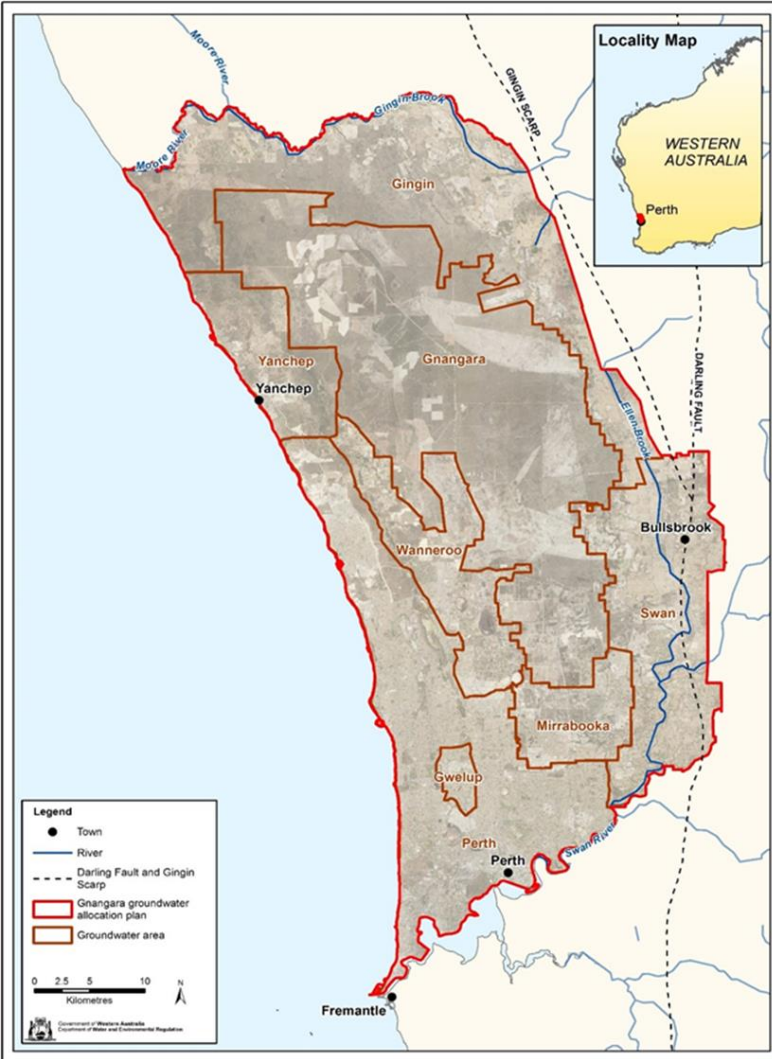 Locality Map
WESTERN
AUSTRALIA
Perth
Moore River
GINGIN SCARP
Gingin Brook
Moore River
Gingin
Yanchep
Yanchep
Gnangara
DARLING FAULT
Ellen Brook
Bullsbrook
Wanneroo
Swan
Mirrabooka
Gwelup
Perth
Perth
Swan River
Fremantle
Legend
Town
River
Darling Fault and Gingin
Scarp
Gnangara groundwater
allocation plan
Groundwater area
0 2.5 5 10
Kilometres
N
Government of Western Australia
Department of Water and Environmental Regulation